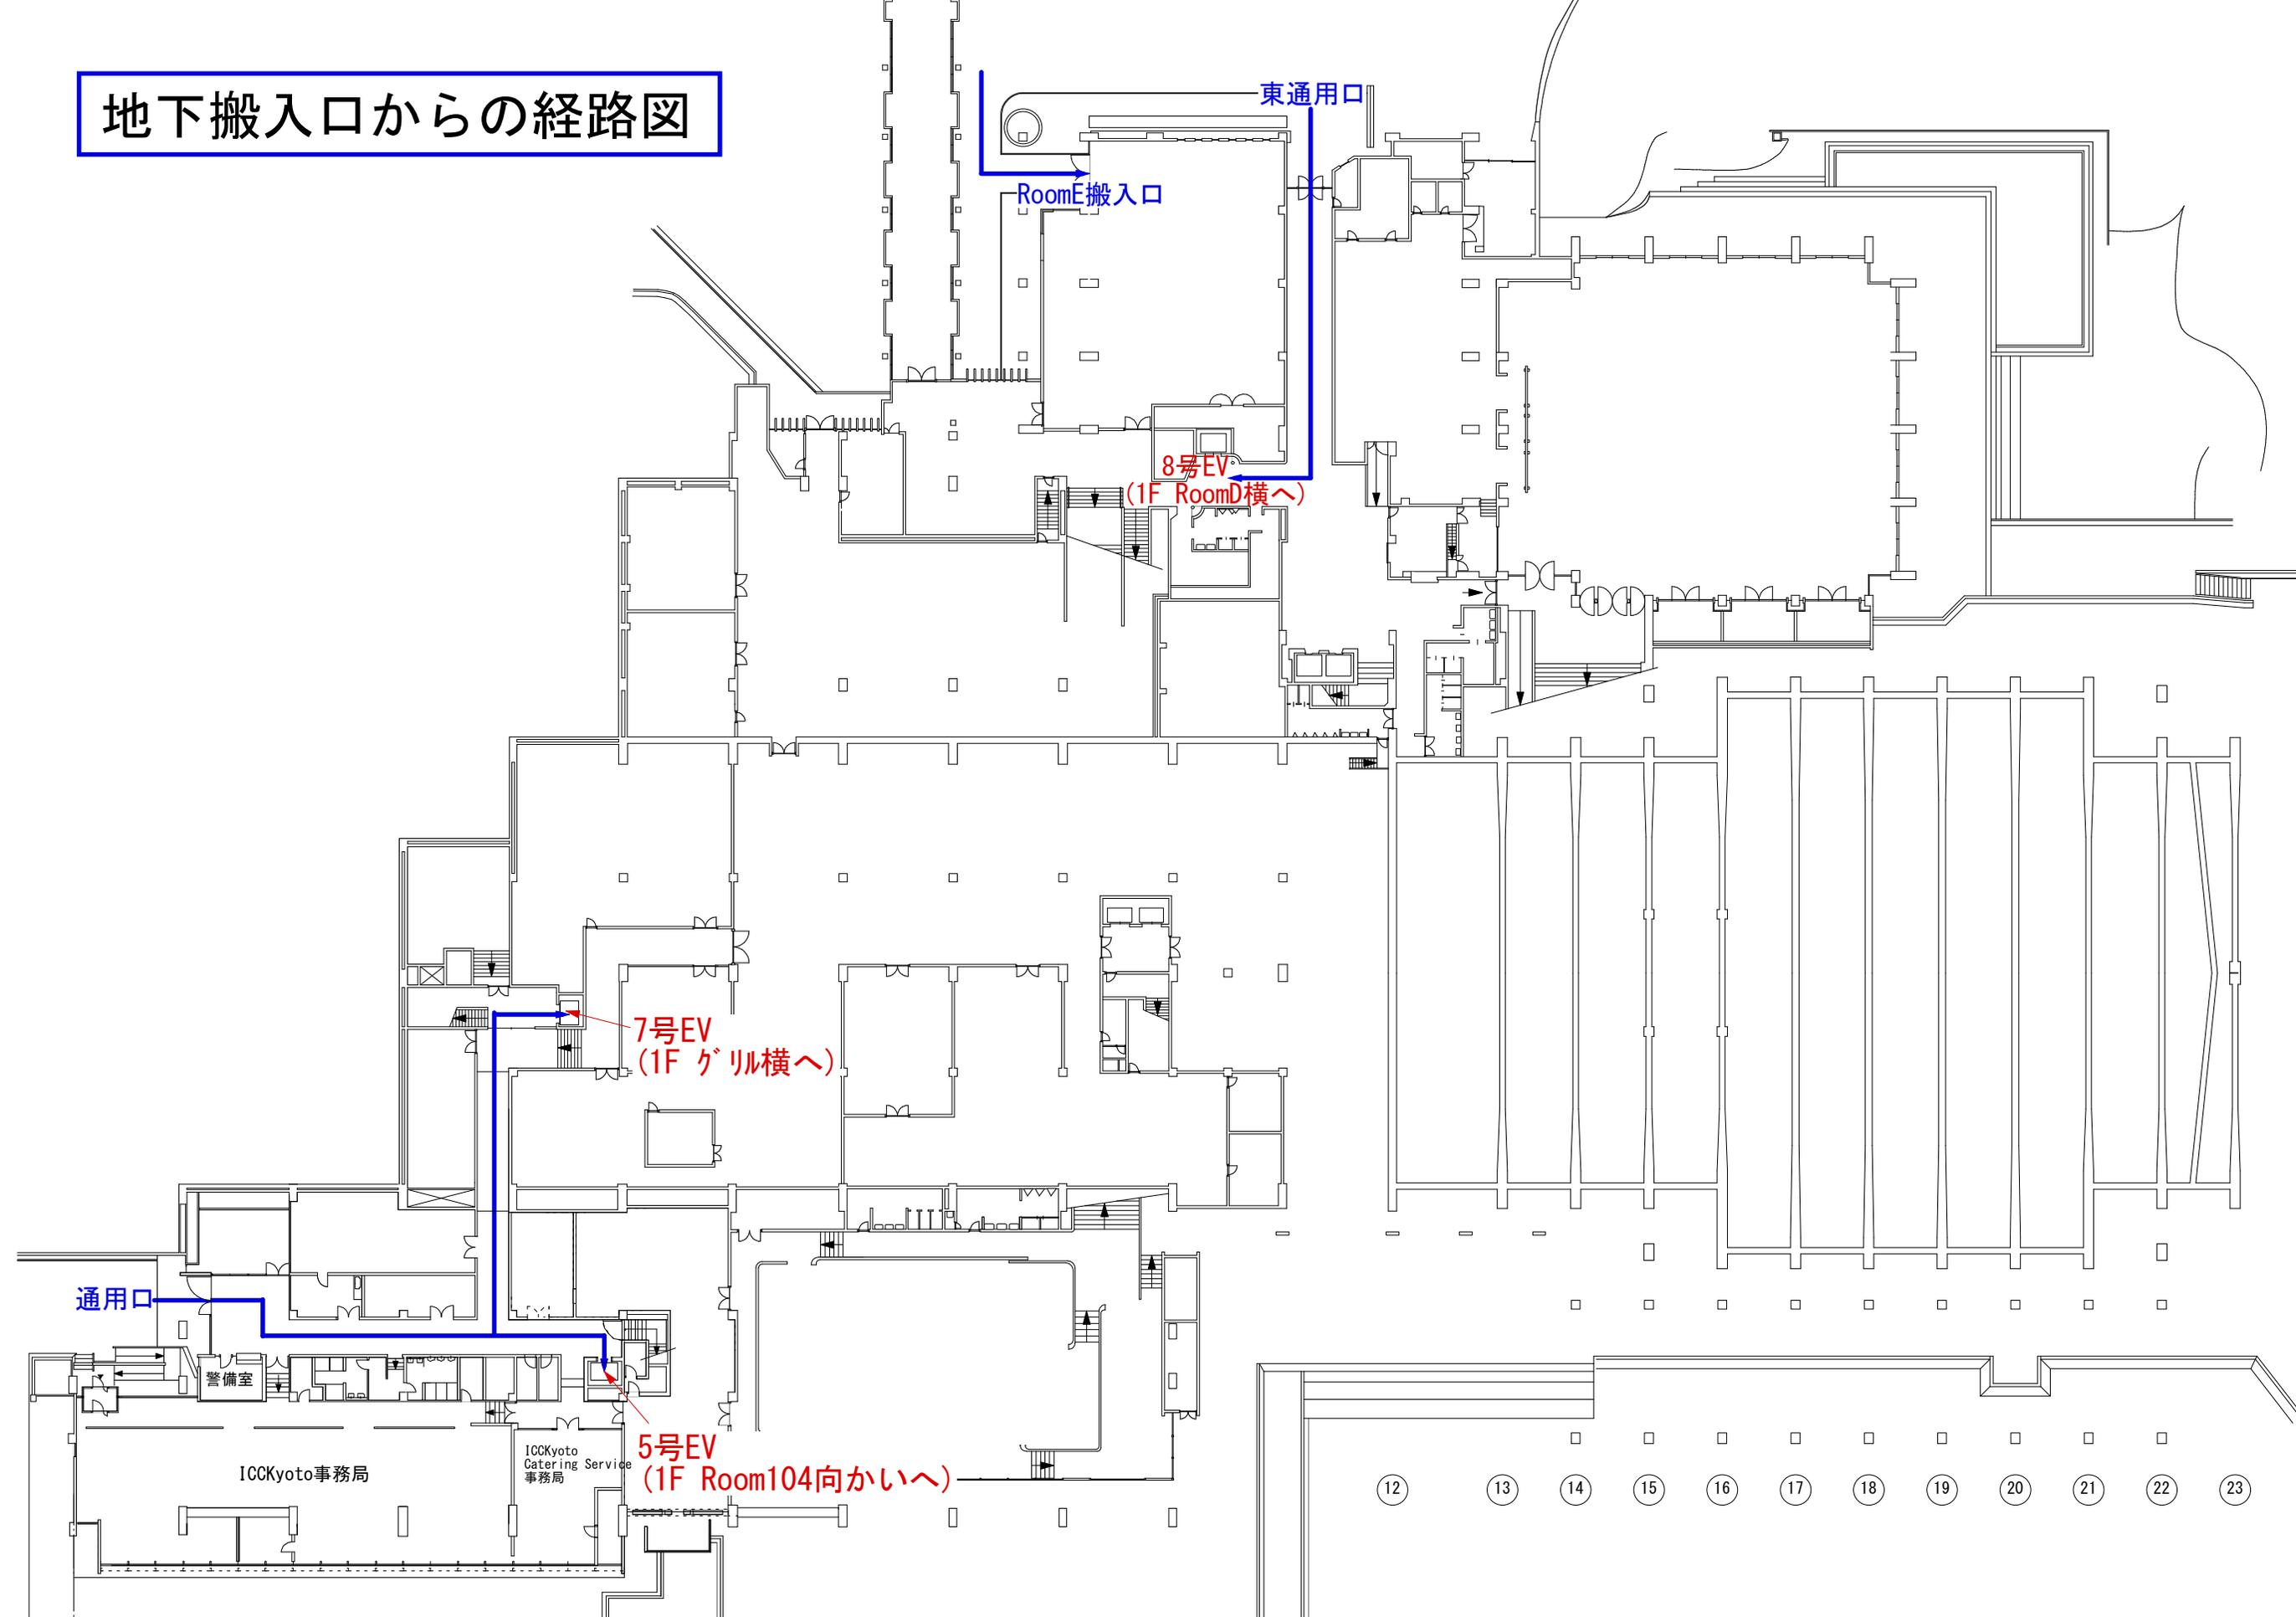 地下搬入口からの経路図
東通用口
RoomE搬入口
8号EV
(1F RoomD横へ)
7号EV
(1F ｸﾞﾘﾙ横へ)
通用口
警備室
5号EV
(1F Room104向かいへ)
ICCKyoto
Catering Service
事務局
ICCKyoto事務局
12 13 14 15 16 17 18 19 20 21 22 23